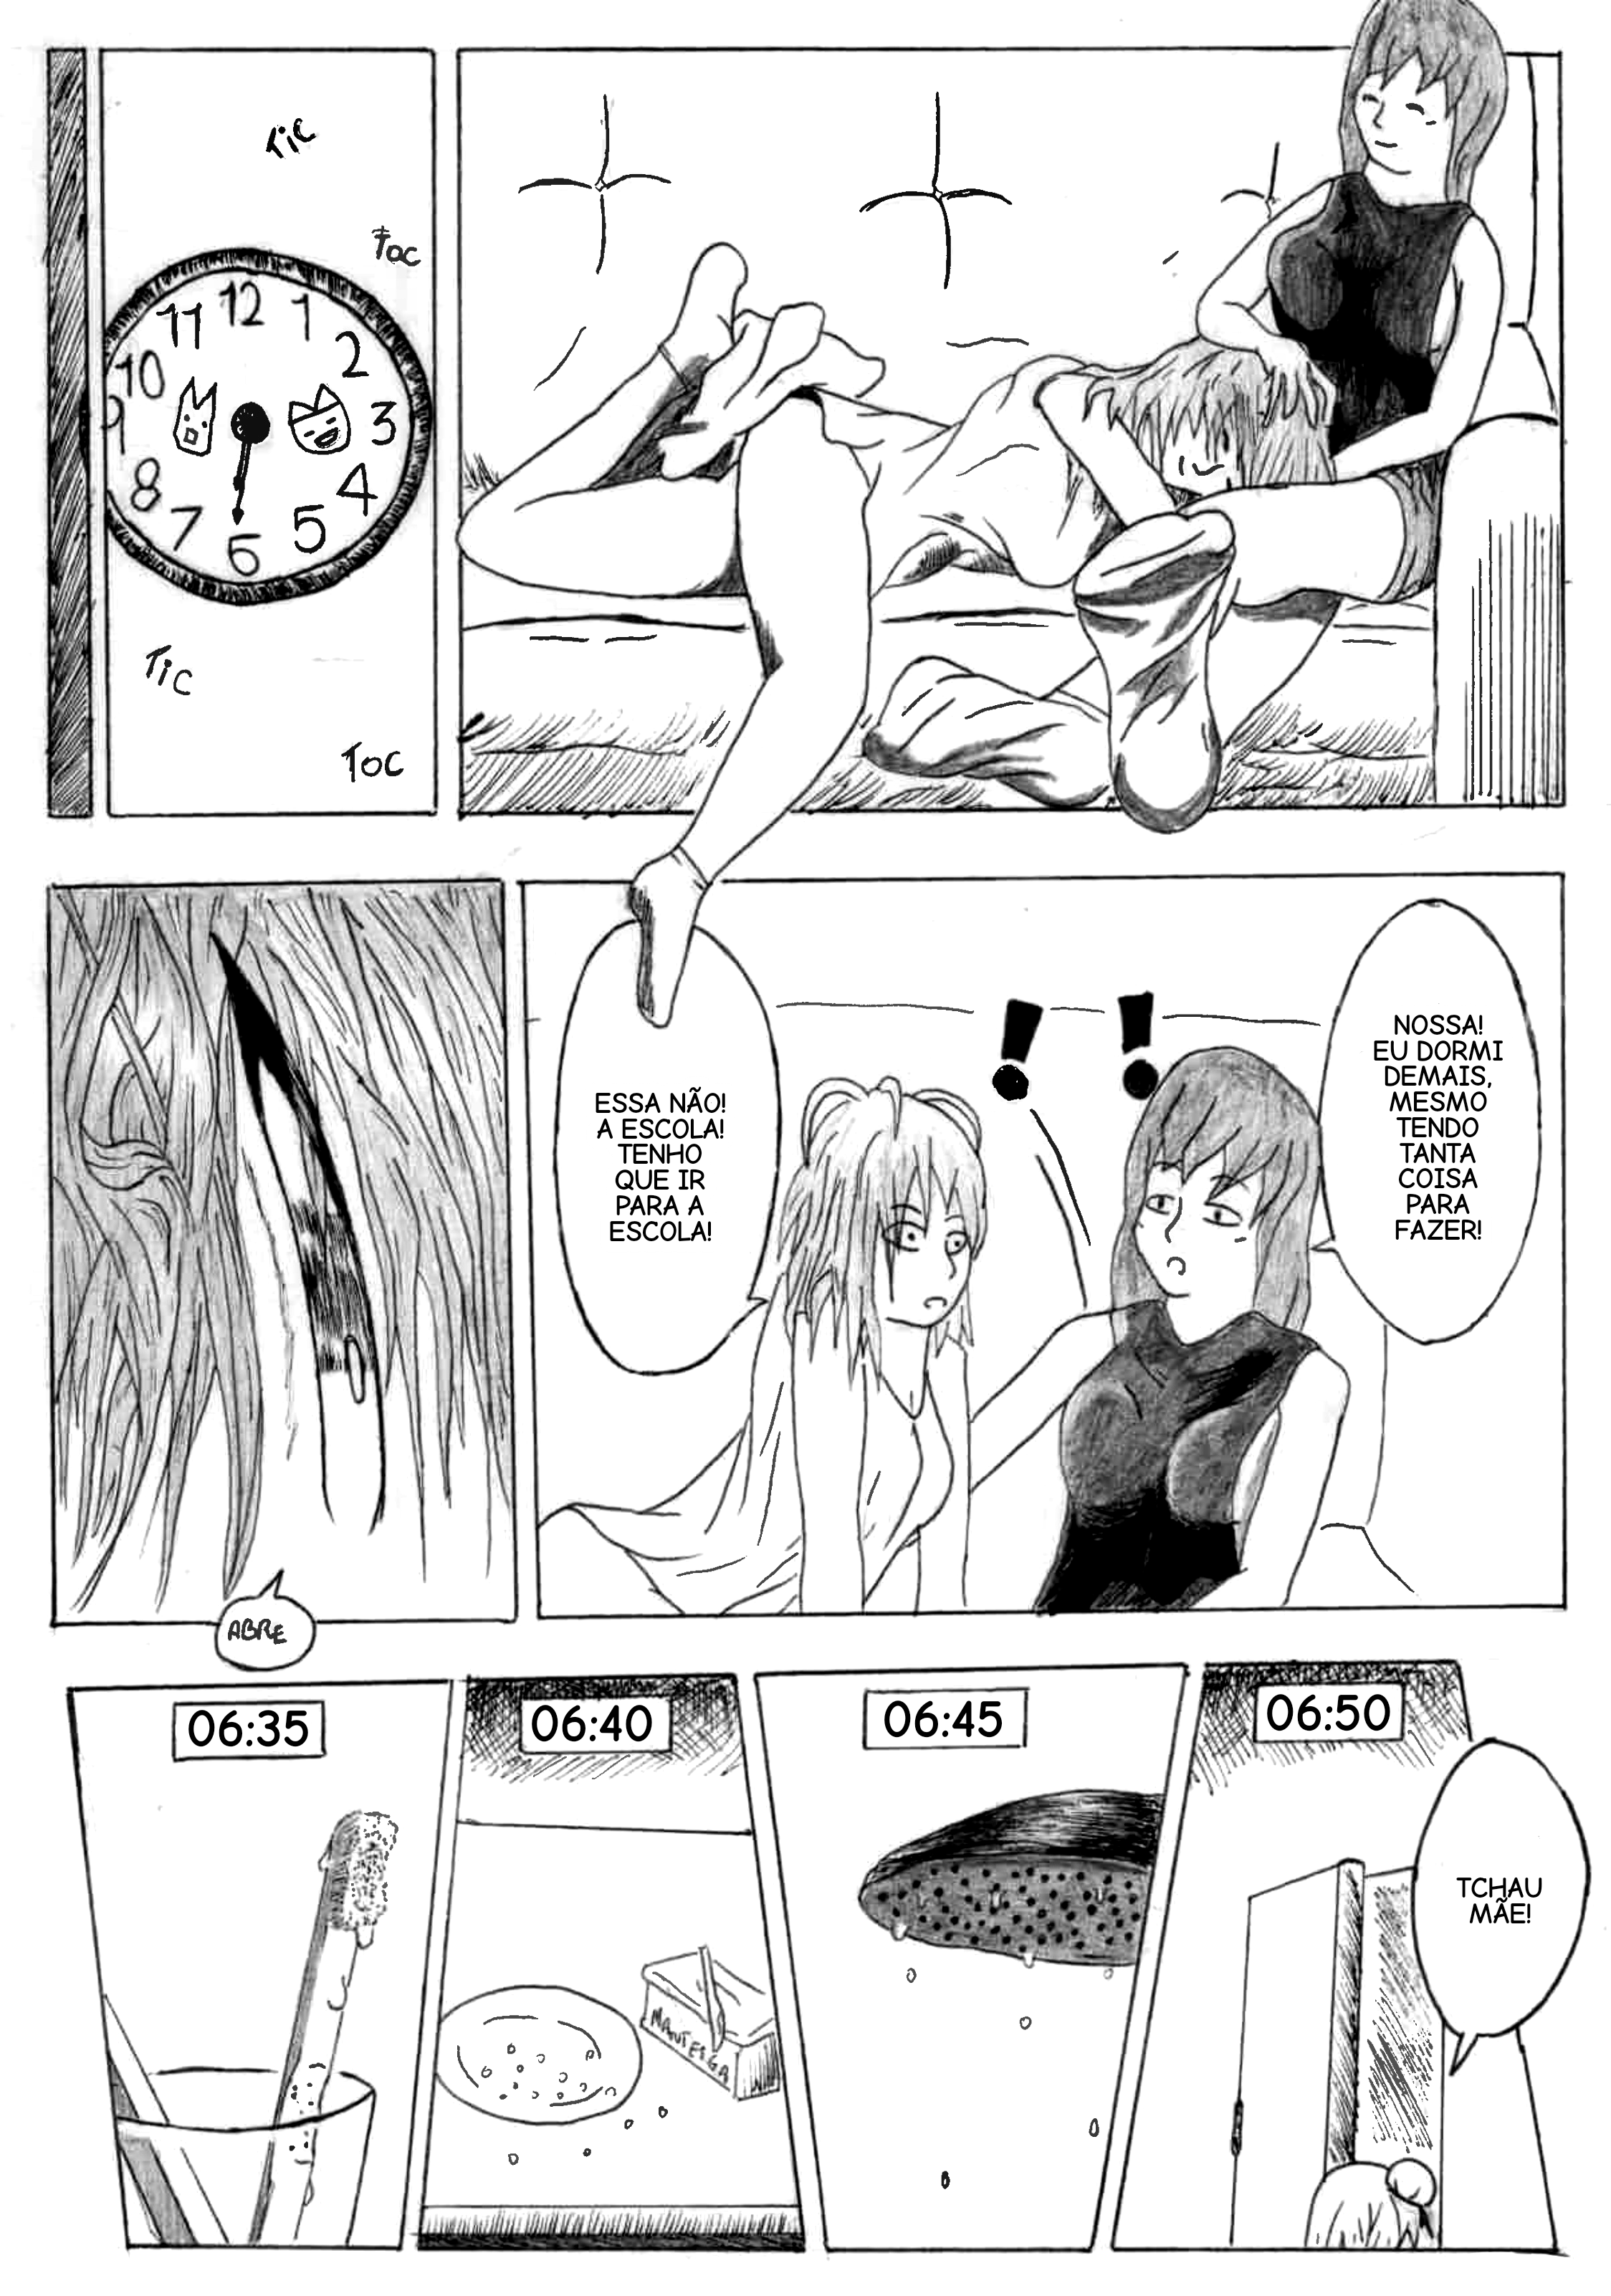 TIC
TOC
12
11
1
10
2
9
3
8
4
7
5
6
TIC
TOC
ESSA NÃO!
A ESCOLA!
TENHO
QUE IR
PARA A
ESCOLA!
NOSSA!
EU DORMI
DEMAIS,
MESMO
TENDO
TANTA
COISA
PARA
FAZER!
ABRE
06:35
06:40
MANTEIGA
06:45
06:50
TCHAU
MÃE!